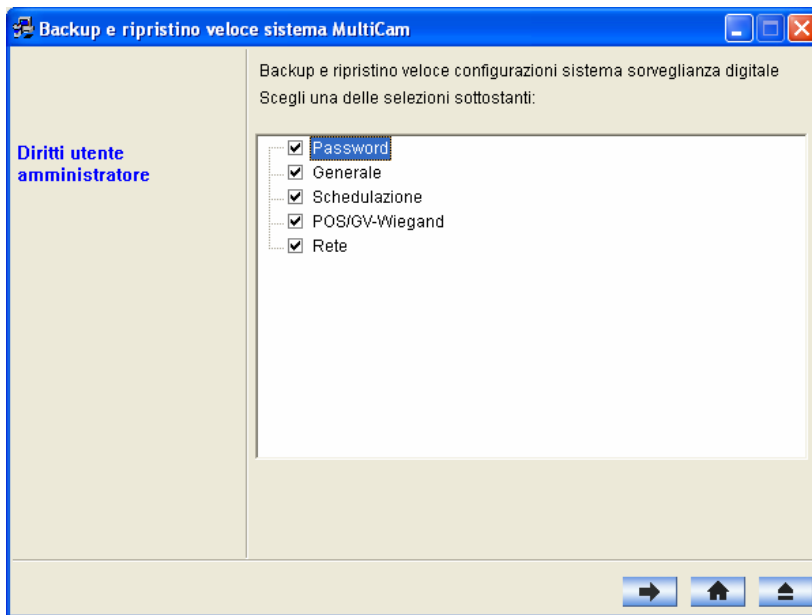 Backup e ripristino veloce sistema MultiCam
Backup e ripristino veloce configurazioni sistema sorveglianza digitale
Scegli una delle selezioni sottostanti:
Diritti utente
amministratore
Password
Generale
Schedulazione
POS/GV-Wiegand
Rete